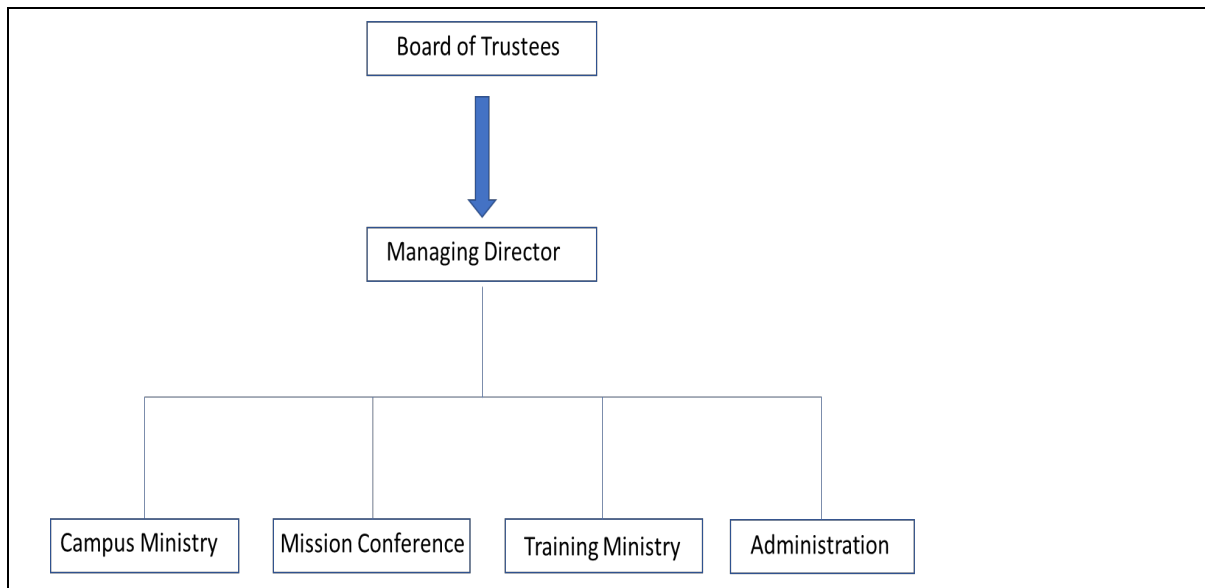 Board of Trustees
Managing Director
Campus Ministry
Mission Conference
Training Ministry
Administration